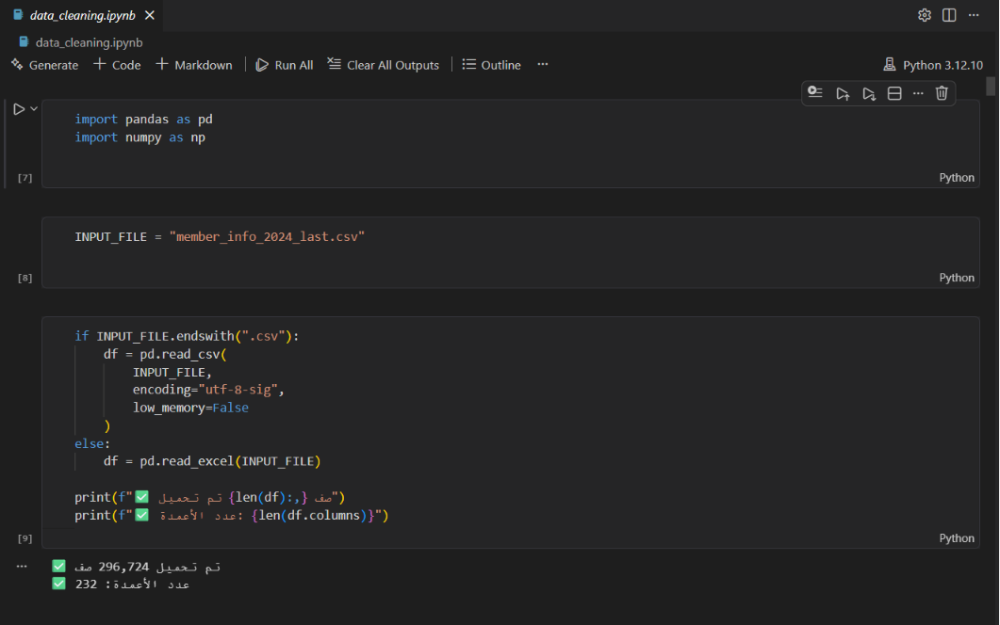 data_cleaning.ipynb
data_cleaning.ipynb
Generate + Code + Markdown Run All Clear All Outputs Outline ... Python 3.12.10
import pandas as pd
import numpy as np
[7] Python
INPUT_FILE = "member_info_2024_last.csv"
[8] Python
if INPUT_FILE.endswith(".csv"):
    df = pd.read_csv(
        INPUT_FILE,
        encoding="utf-8-sig",
        low_memory=False
    )
else:
    df = pd.read_excel(INPUT_FILE)
print(f"✅ تم تحميل {len(df):,} صف")
print(f"✅ عدد الأعمدة: {len(df.columns)}")
[9] Python
✅ تم تحميل 296,724 صف
✅ عدد الأعمدة: 232